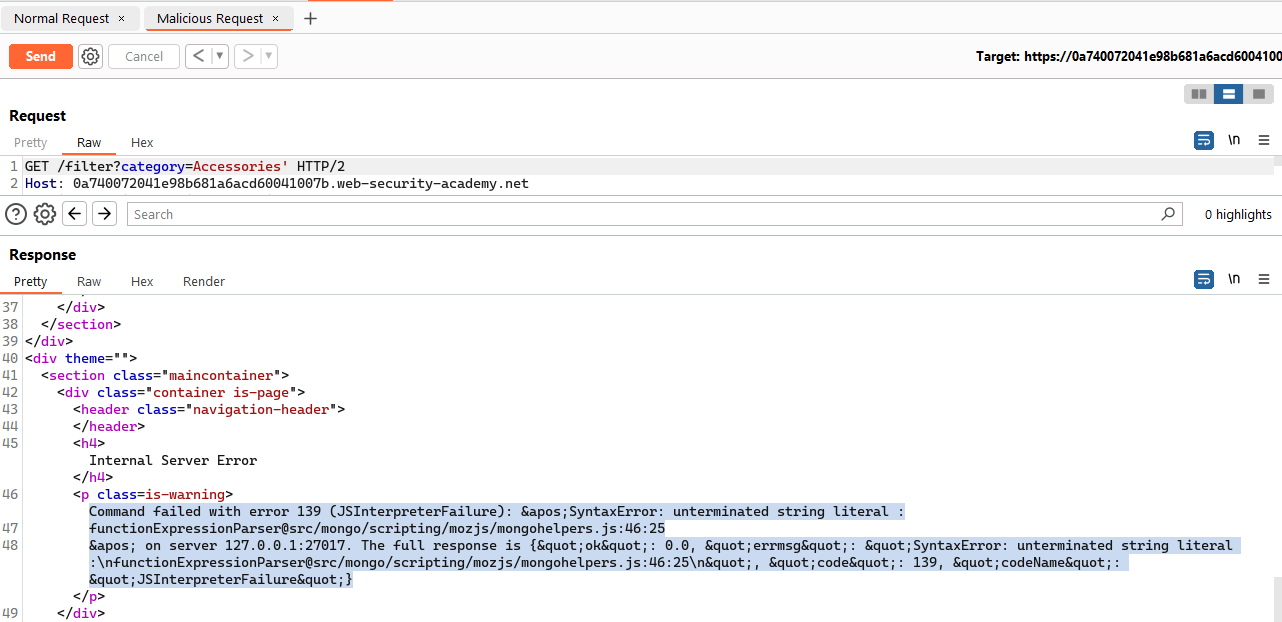 Normal Request × Malicious Request × +
Send Cancel < ▼ > ▼ Target: https://0a740072041e98b681a6acd6004100
Request
Pretty Raw Hex \n
1 GET /filter?category=Accessories' HTTP/2
2 Host: 0a740072041e98b681a6acd60041007b.web-security-academy.net
Search 0 highlights
Response
Pretty Raw Hex Render \n
37 </div>
38 </section>
39 </div>
40 <div theme="">
41 <section class="maincontainer">
42 <div class="container is-page">
43 <header class="navigation-header">
44 </header>
45 <h4>
Internal Server Error
</h4>
46 <p class=is-warning>
Command failed with error 139 (JSInterpreterFailure): &apos;SyntaxError: unterminated string literal :
47 functionExpressionParser@src/mongo/scripting/mozjs/mongohelpers.js:46:25
48 &apos; on server 127.0.0.1:27017. The full response is {&quot;ok&quot;: 0.0, &quot;errmsg&quot;: &quot;SyntaxError: unterminated string literal
:\nfunctionExpressionParser@src/mongo/scripting/mozjs/mongohelpers.js:46:25\n&quot;, &quot;code&quot;: 139, &quot;codeName&quot;:
&quot;JSInterpreterFailure&quot;}
</p>
49 </div>